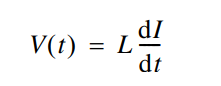 V(t) = L dI/dt